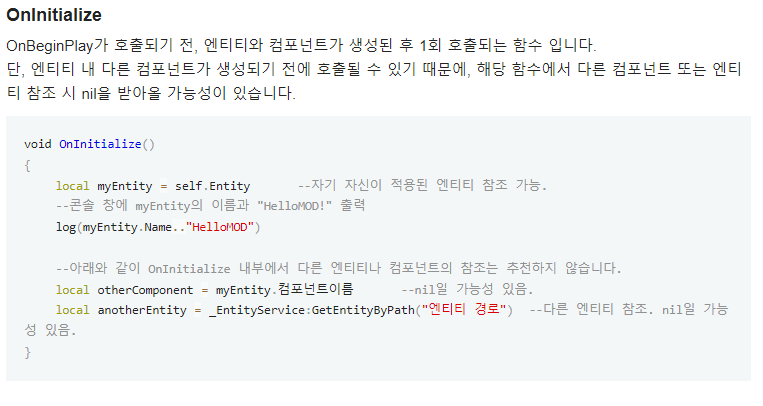 OnInitialize
OnBeginPlay가 호출되기 전, 엔티티와 컴포넌트가 생성된 후 1회 호출되는 함수 입니다.
단, 엔티티 내 다른 컴포넌트가 생성되기 전에 호출될 수 있기 때문에, 해당 함수에서 다른 컴포넌트 또는 엔티
티 참조 시 nil을 받아올 가능성이 있습니다.
void OnInitialize()
{
local myEntity = self.Entity --자기 자신이 적용된 엔티티 참조 가능.
--콘솔 창에 myEntity의 이름과 "HelloMOD!" 출력
log(myEntity.Name.."HelloMOD")
--아래와 같이 OnInitialize 내부에서 다른 엔티티나 컴포넌트의 참조는 추천하지 않습니다.
local otherComponent = myEntity.컴포넌트이름 --nil일 가능성 있음.
local anotherEntity = _EntityService:GetEntityByPath("엔티티 경로") --다른 엔티티 참조. nil일 가능
성 있음.
}